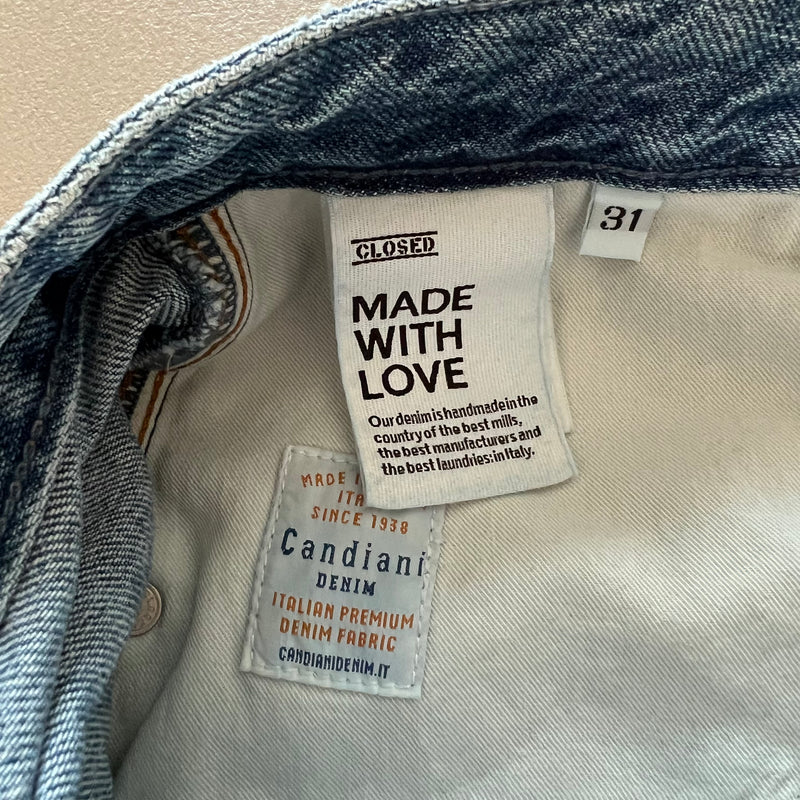 CLOSED
31
MADE
WITH
LOVE
Our denim is handmade in the
country of the best mills,
the best manufacturers and
the best laundries: in Italy.
MADE
SINCE 1938
Candiani
DENIM
ITALIAN PREMIUM
DENIM FABRIC
CANDIANIDENIM.IT